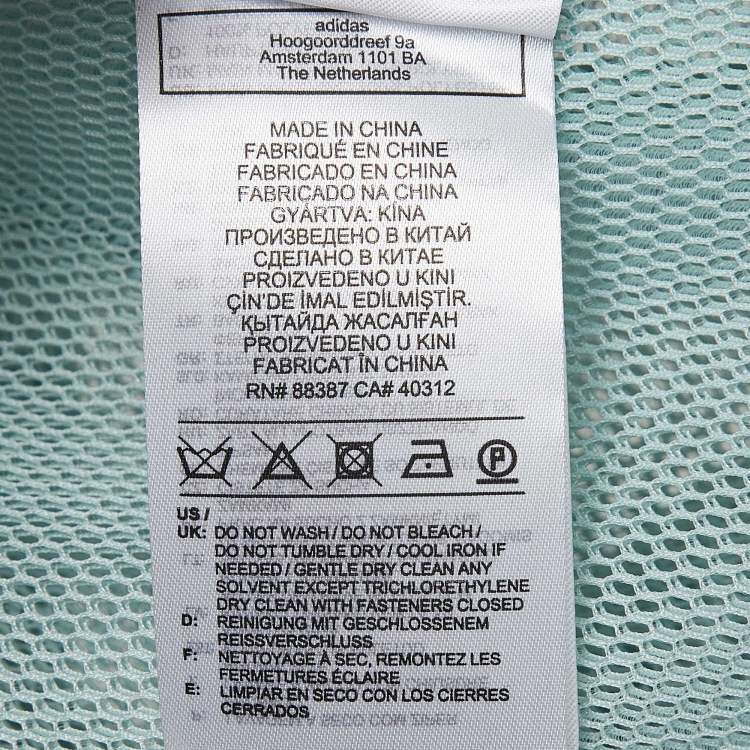 adidas
Hoogoorddreef 9a
Amsterdam 1101 BA
The Netherlands
MADE IN CHINA
FABRIQUÉ EN CHINE
FABRICADO EN CHINA
FABRICADO NA CHINA
GYÁRTVA: KÍNA
ПРОИЗВЕДЕНО В КИТАЙ
СДЕЛАНО В КИТАЕ
PROIZVEDENO U KINI
ÇİN'DE İMAL EDİLMİŞTİR.
ҚЫТАЙДА ЖАСАЛҒАН
PROIZVEDENO U KINI
FABRICAT ÎN CHINA
RN# 88387 CA# 40312
P
US /
UK: DO NOT WASH / DO NOT BLEACH /
DO NOT TUMBLE DRY / COOL IRON IF
NEEDED / GENTLE DRY CLEAN ANY
SOLVENT EXCEPT TRICHLORETHYLENE
DRY CLEAN WITH FASTENERS CLOSED
D: REINIGUNG MIT GESCHLOSSENEM
REISSVERSCHLUSS
F: NETTOYAGE À SEC, REMONTEZ LES
FERMETURES ÉCLAIRE
E: LIMPIAR EN SECO CON LOS CIERRES
CERRADOS